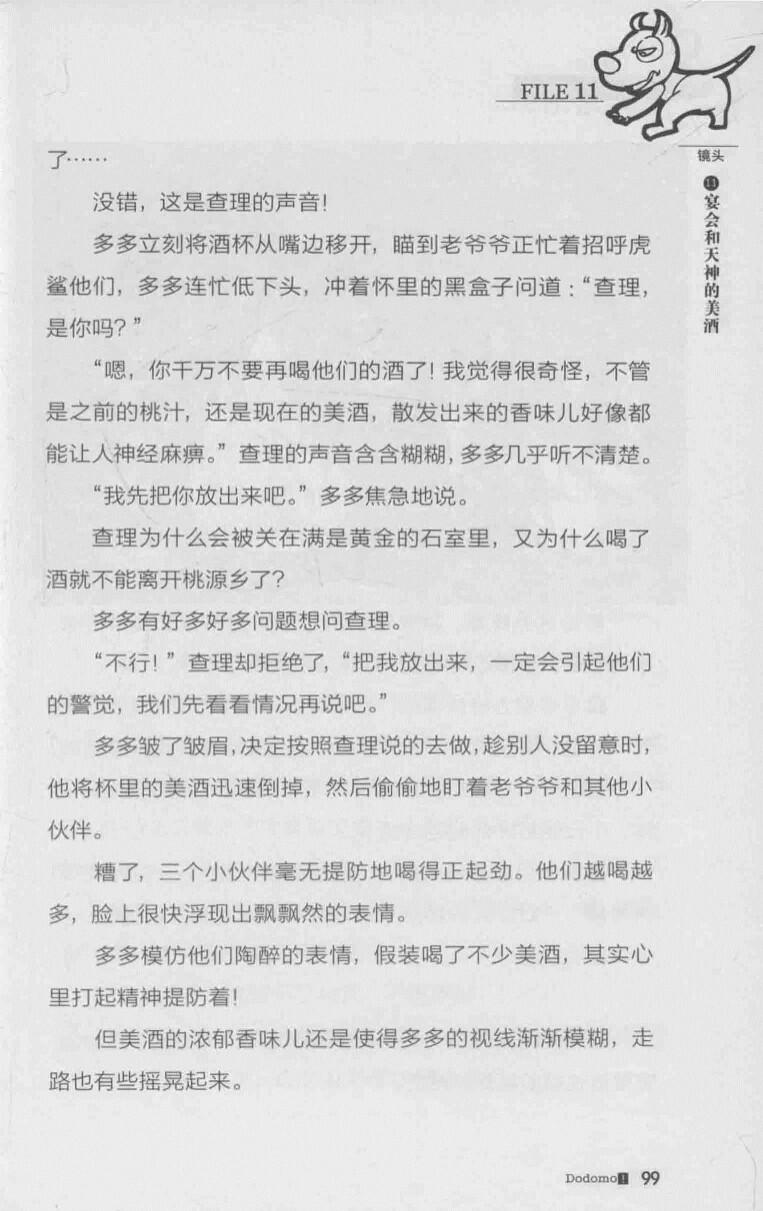 FILE 11
镜头
⓫宴会和天神的美酒
了……
没错，这是查理的声音！
多多立刻将酒杯从嘴边移开，瞄到老爷爷正忙着招呼虎
鲨他们，多多连忙低下头，冲着怀里的黑盒子问道：“查理，
是你吗？”
“嗯，你千万不要再喝他们的酒了！我觉得很奇怪，不管
是之前的桃汁，还是现在的美酒，散发出来的香味儿好像都
能让人神经麻痹。”查理的声音含含糊糊，多多几乎听不清楚。
“我先把你放出来吧。”多多焦急地说。
查理为什么会被关在满是黄金的石室里，又为什么喝了
酒就不能离开桃源乡了？
多多有好多好多问题想问查理。
“不行！”查理却拒绝了，“把我放出来，一定会引起他们
的警觉，我们先看看情况再说吧。”
多多皱了皱眉，决定按照查理说的去做，趁别人没留意时，
他将杯里的美酒迅速倒掉，然后偷偷地盯着老爷爷和其他小
伙伴。
糟了，三个小伙伴毫无提防地喝得正起劲。他们越喝越
多，脸上很快浮现出飘飘然的表情。
多多模仿他们陶醉的表情，假装喝了不少美酒，其实心
里打起精神提防着！
但美酒的浓郁香味儿还是使得多多的视线渐渐模糊，走
路也有些摇晃起来。
Dodomo! 99